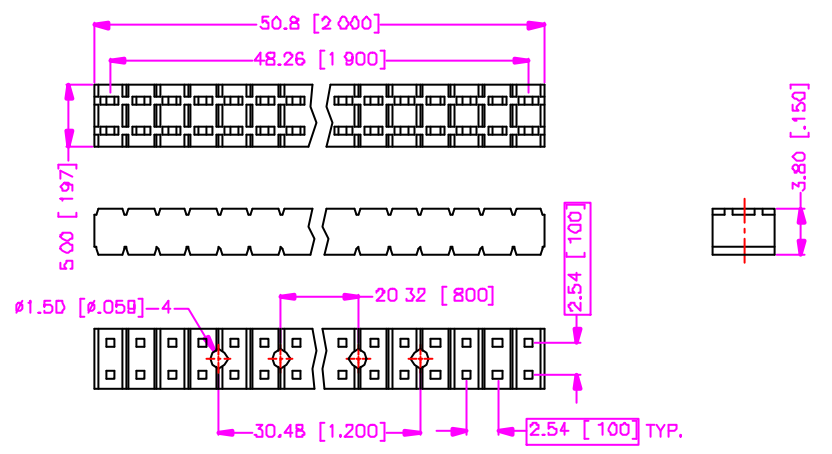 50.8 [2 000]
48.26 [1 900]
5 00 [ 197]
3.80 [.150]
2.54 [ 100]
20 32 [ 800]
ø1.50 [ø.059]—4
30.48 [1.200]
2.54 [ 100] TYP.